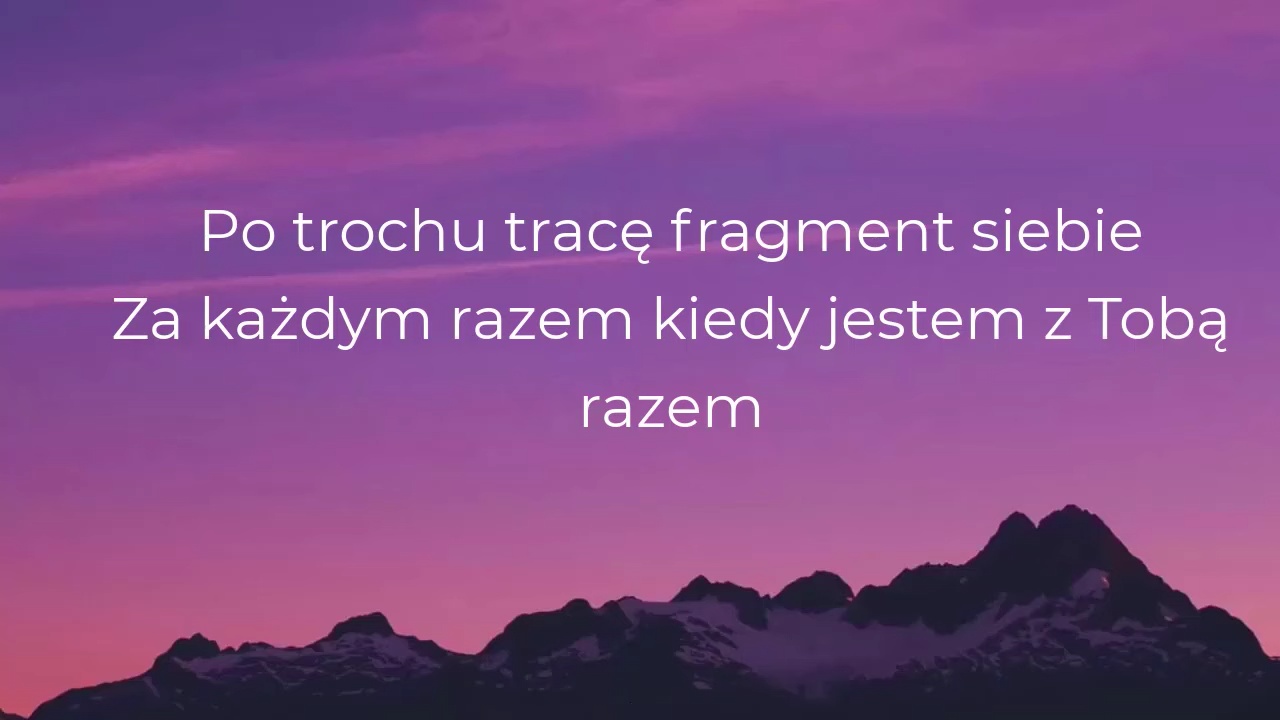 Po trochu tracę fragment siebie
Za każdym razem kiedy jestem z Tobą
razem